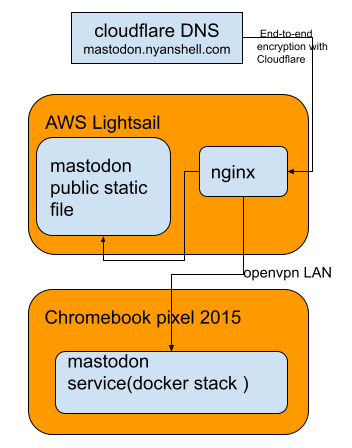 cloudflare DNS
mastodon.nyanshell.com
End-to-end
encryption with
Cloudflare
AWS Lightsail
mastodon
public static
file
nginx
openvpn LAN
Chromebook pixel 2015
mastodon
service(docker stack )